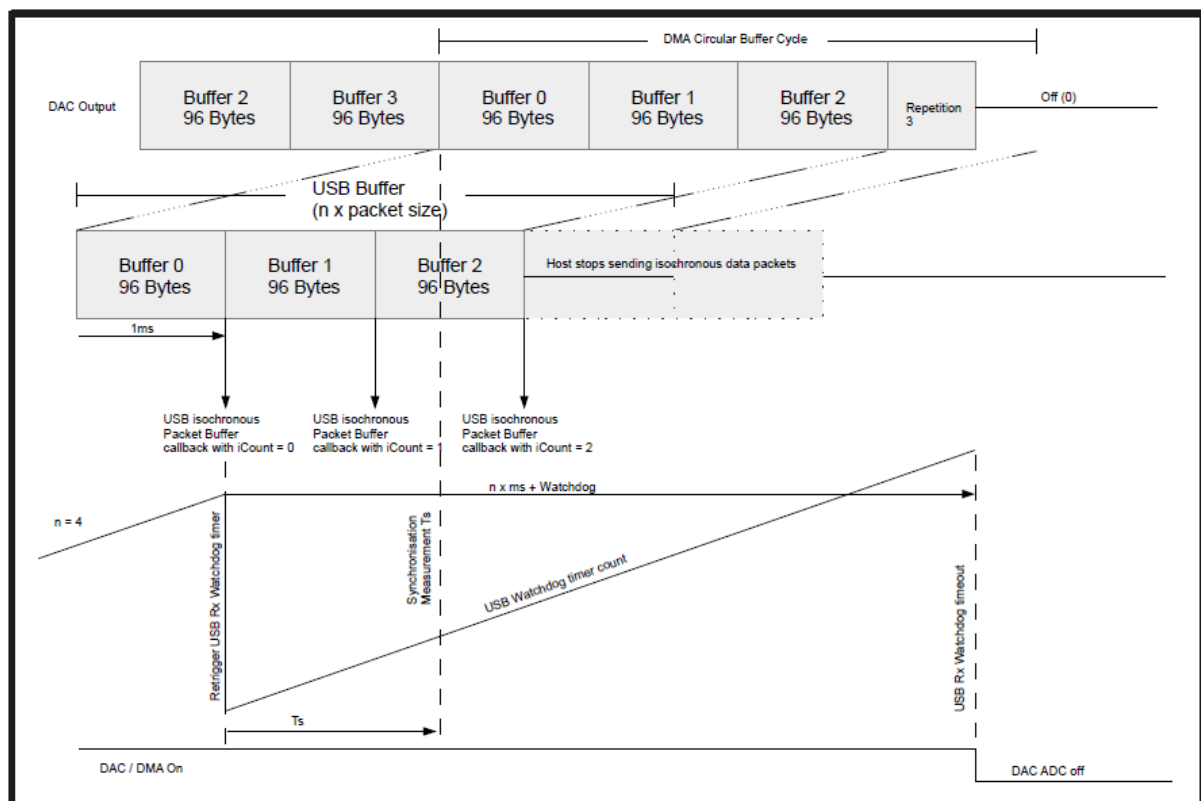 DMA Circular Buffer Cycle
DAC Output
Buffer 2
96 Bytes
Buffer 3
96 Bytes
Buffer 0
96 Bytes
Buffer 1
96 Bytes
Buffer 2
96 Bytes
Repetition
3
Off (0)
USB Buffer
(n x packet size)
Buffer 0
96 Bytes
Buffer 1
96 Bytes
Buffer 2
96 Bytes
Host stops sending isochronous data packets
1ms
USB isochronous
Packet Buffer
callback with iCount = 0
USB isochronous
Packet Buffer
callback with iCount = 1
USB isochronous
Packet Buffer
callback with iCount = 2
n x ms + Watchdog
n = 4
Retrigger USB Rx Watchdog timer
Synchronisation
Measurement Ts
USB Watchdog timer count
USB Rx Watchdog timeout
Ts
DAC / DMA On
DAC ADC off